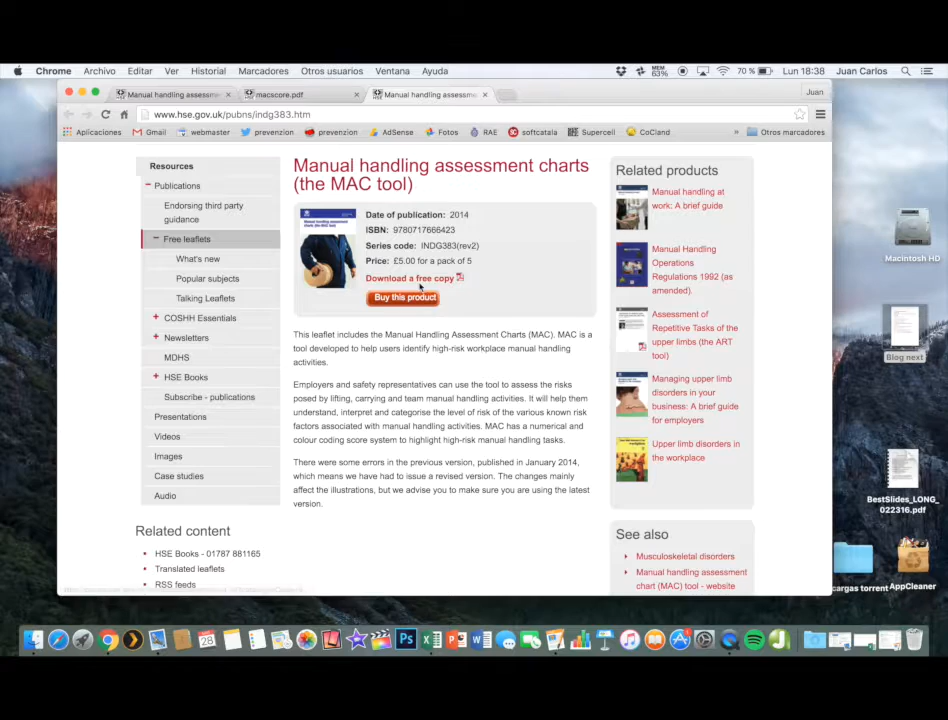 Chrome Archivo Editar Ver Historial Marcadores Otros usuarios Ventana Ayuda
MEM 63% 70 % Lun 18:38 Juan Carlos
Manual handling assessme
macscore.pdf
Manual handling assessme
Juan
www.hse.gov.uk/pubns/indg383.htm
Aplicaciones Gmail webmaster prevenzion prevenzion AdSense Fotos RAE softcatala Supercell CoCland » Otros marcadores
Resources
Publications
Endorsing third party
guidance
Free leaflets
What's new
Popular subjects
Talking Leaflets
COSHH Essentials
Newsletters
MDHS
HSE Books
Subscribe - publications
Presentations
Videos
Images
Case studies
Audio
Related content
HSE Books - 01787 881165
Translated leaflets
RSS feeds
Manual handling assessment charts
(the MAC tool)
Date of publication: 2014
ISBN: 9780717666423
Series code: INDG383(rev2)
Price: £5.00 for a pack of 5
Download a free copy
Buy this product
This leaflet includes the Manual Handling Assessment Charts (MAC). MAC is a
tool developed to help users identify high-risk workplace manual handling
activities.
Employers and safety representatives can use the tool to assess the risks
posed by lifting, carrying and team manual handling activities. It will help them
understand, interpret and categorise the level of risk of the various known risk
factors associated with manual handling activities. MAC has a numerical and
colour coding score system to highlight high-risk manual handling tasks.
There were some errors in the previous version, published in January 2014,
which means we have had to issue a revised version. The changes mainly
affect the illustrations, but we advise you to make sure you are using the latest
version.
Related products
Manual handling at
work: A brief guide
Manual Handling
Operations
Regulations 1992 (as
amended).
Assessment of
Repetitive Tasks of the
upper limbs (the ART
tool)
Managing upper limb
disorders in your
business: A brief guide
for employers
Upper limb disorders in
the workplace
See also
Musculoskeletal disorders
Manual handling assessment
chart (MAC) tool - website
Macintosh HD
Blog next
BestSlides_LONG_
022316.pdf
cargas torrent
AppCleaner
28
Ps